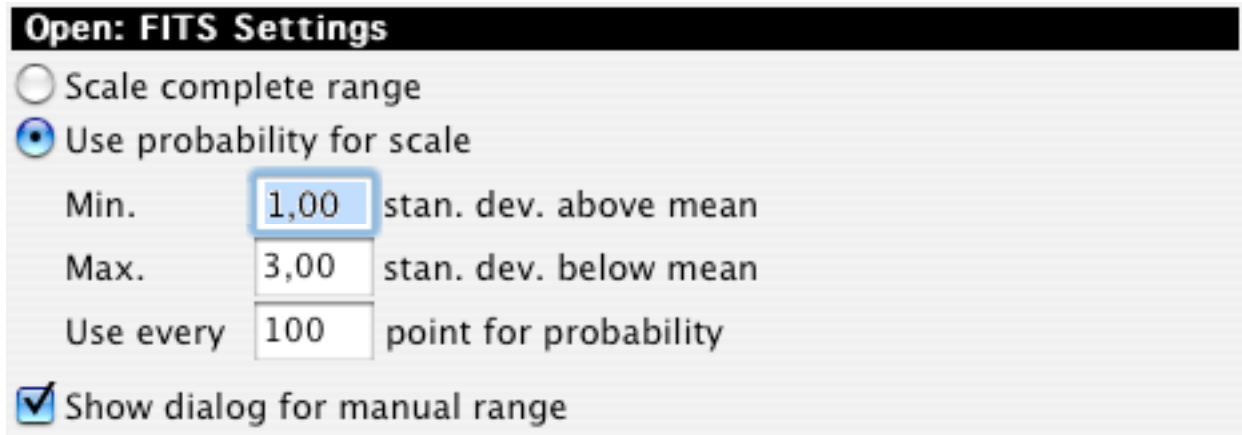 Open: FITS Settings
Scale complete range
Use probability for scale
Min. 1,00 stan. dev. above mean
Max. 3,00 stan. dev. below mean
Use every 100 point for probability
Show dialog for manual range